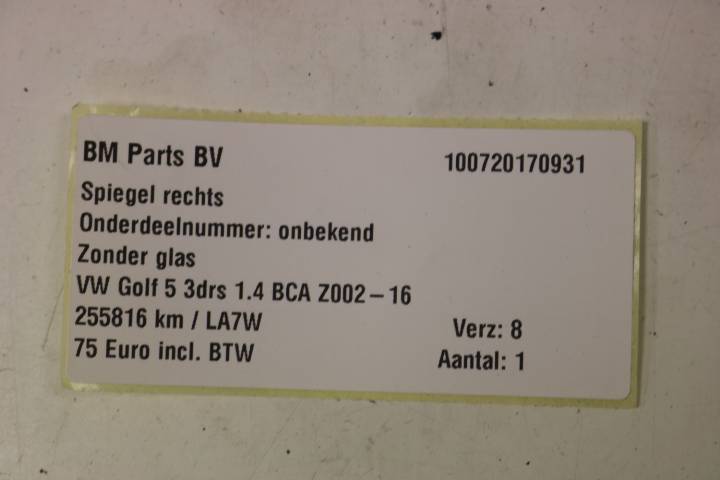 BM Parts BV 100720170931
Spiegel rechts
Onderdeelnummer: onbekend
Zonder glas
VW Golf 5 3drs 1.4 BCA Z002-16
255816 km / LA7W Verz: 8
75 Euro incl. BTW Aantal: 1